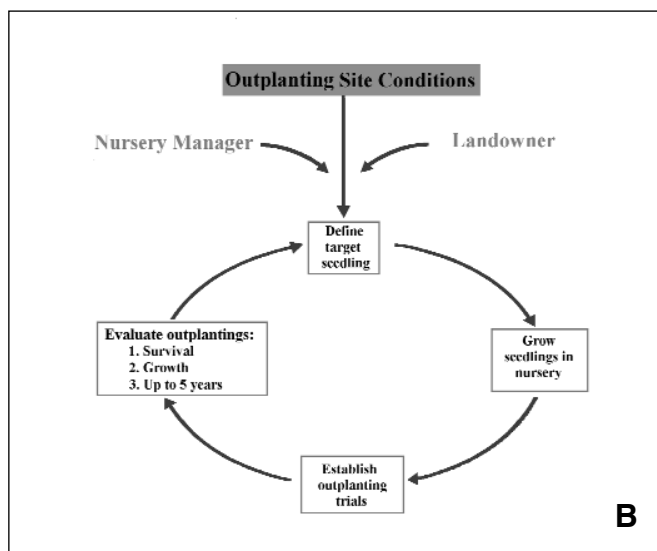 Outplanting Site Conditions
Nursery Manager
Landowner
Define
target
seedling
Evaluate outplantings:
1. Survival
2. Growth
3. Up to 5 years
Grow
seedlings in
nursery
Establish
outplanting
trials
B